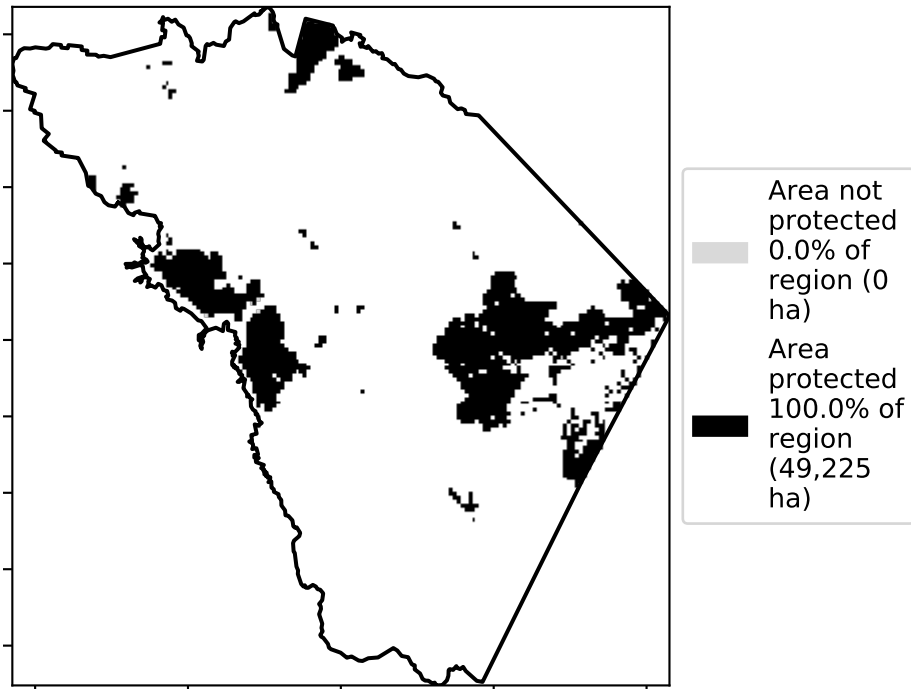 Area not
protected
0.0% of
region (0
ha)
Area
protected
100.0% of
region
(49,225
ha)